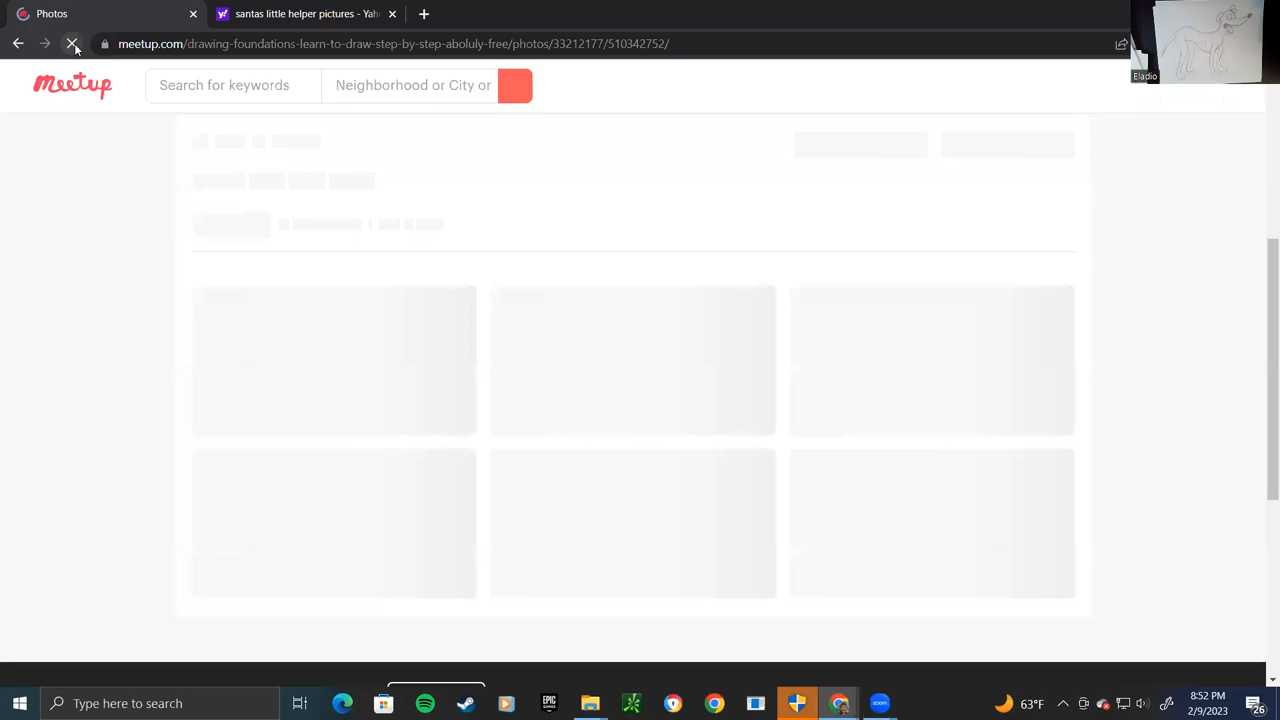 Photos
santas little helper pictures - Yah
meetup.com/drawing-foundations-learn-to-draw-step-by-step-aboluly-free/photos/33212177/510342752/
Eladio
meetup
Search for keywords
Neighborhood or City or
Type here to search
EPIC GAMES
63°F
8:52 PM
2/9/2023
26